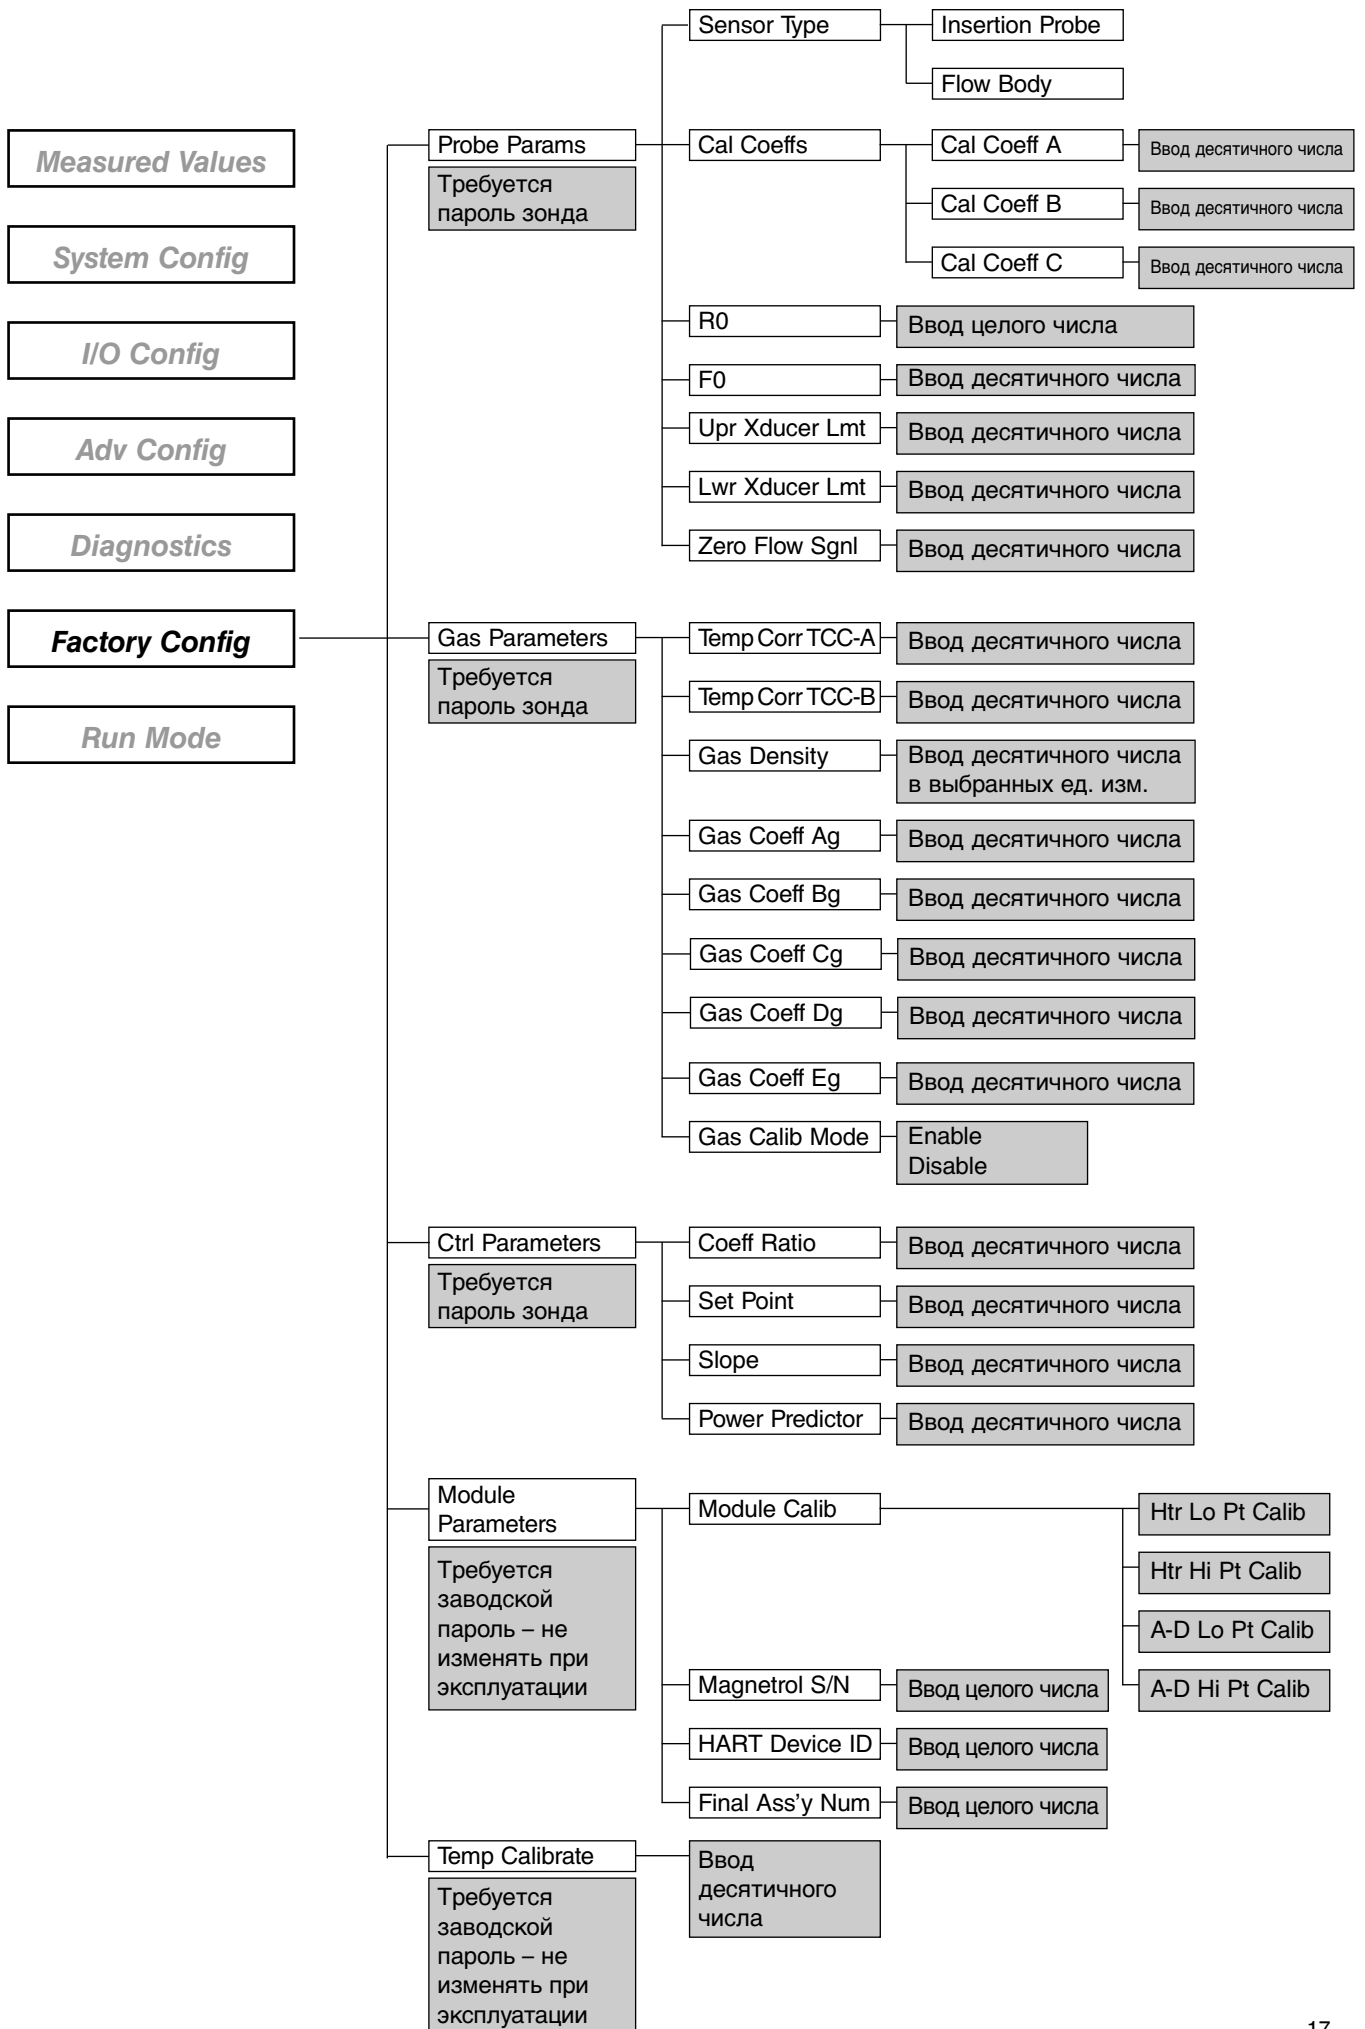 Measured Values
System Config
I/O Config
Adv Config
Diagnostics
Factory Config
Run Mode
Probe Params
Требуется
пароль зонда
Sensor Type
Insertion Probe
Flow Body
Cal Coeffs
Cal Coeff A
Ввод десятичного числа
Cal Coeff B
Ввод десятичного числа
Cal Coeff C
Ввод десятичного числа
R0
Ввод целого числа
F0
Ввод десятичного числа
Upr Xducer Lmt
Ввод десятичного числа
Lwr Xducer Lmt
Ввод десятичного числа
Zero Flow Sgnl
Ввод десятичного числа
Gas Parameters
Требуется
пароль зонда
Temp Corr TCC-A
Ввод десятичного числа
Temp Corr TCC-B
Ввод десятичного числа
Gas Density
Ввод десятичного числа
в выбранных ед. изм.
Gas Coeff Ag
Ввод десятичного числа
Gas Coeff Bg
Ввод десятичного числа
Gas Coeff Cg
Ввод десятичного числа
Gas Coeff Dg
Ввод десятичного числа
Gas Coeff Eg
Ввод десятичного числа
Gas Calib Mode
Enable
Disable
Ctrl Parameters
Требуется
пароль зонда
Coeff Ratio
Ввод десятичного числа
Set Point
Ввод десятичного числа
Slope
Ввод десятичного числа
Power Predictor
Ввод десятичного числа
Module
Parameters
Требуется
заводской
пароль – не
изменять при
эксплуатации
Module Calib
Htr Lo Pt Calib
Htr Hi Pt Calib
A-D Lo Pt Calib
A-D Hi Pt Calib
Magnetrol S/N
Ввод целого числа
HART Device ID
Ввод целого числа
Final Ass'y Num
Ввод целого числа
Temp Calibrate
Требуется
заводской
пароль – не
изменять при
эксплуатации
Ввод
десятичного
числа
17